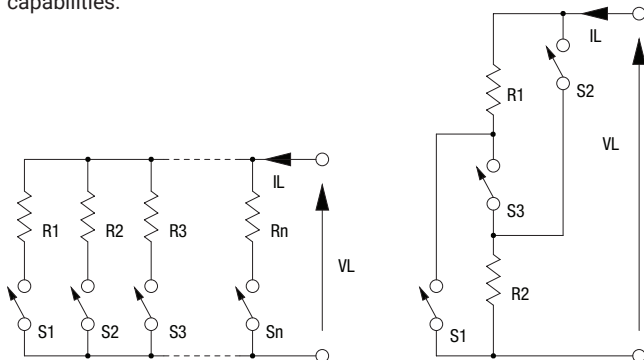 capabilities.
IL
R1 R2 R3 Rn
VL
S1 S2 S3 Sn
IL
R1
S2
VL
S3
R2
S1